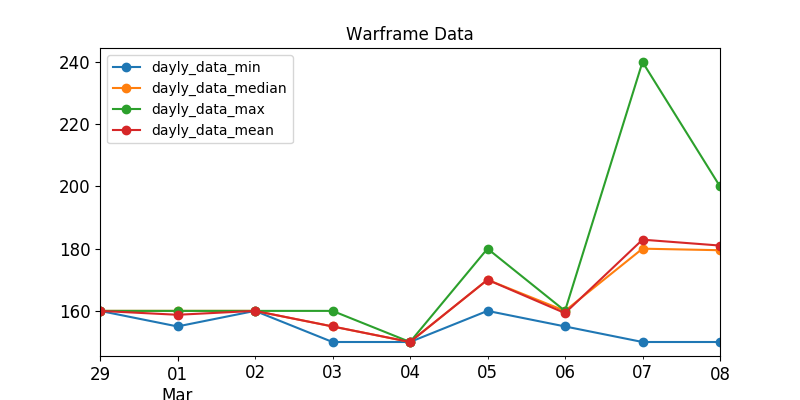 Warframe Data
dayly_data_min
dayly_data_median
dayly_data_max
dayly_data_mean
240
220
200
180
160
29 01 02 03 04 05 06 07 08
Mar